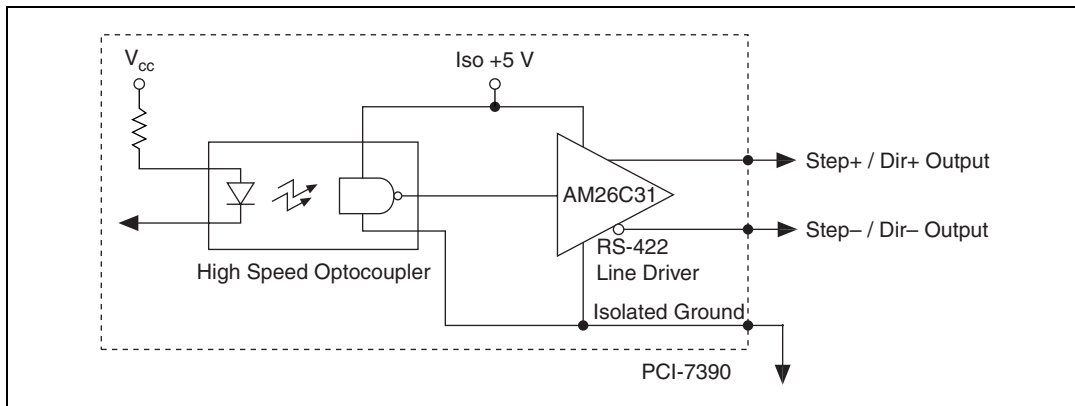 V_cc
Iso +5 V
Step+ / Dir+ Output
AM26C31
Step– / Dir– Output
RS-422
Line Driver
High Speed Optocoupler
Isolated Ground
PCI-7390